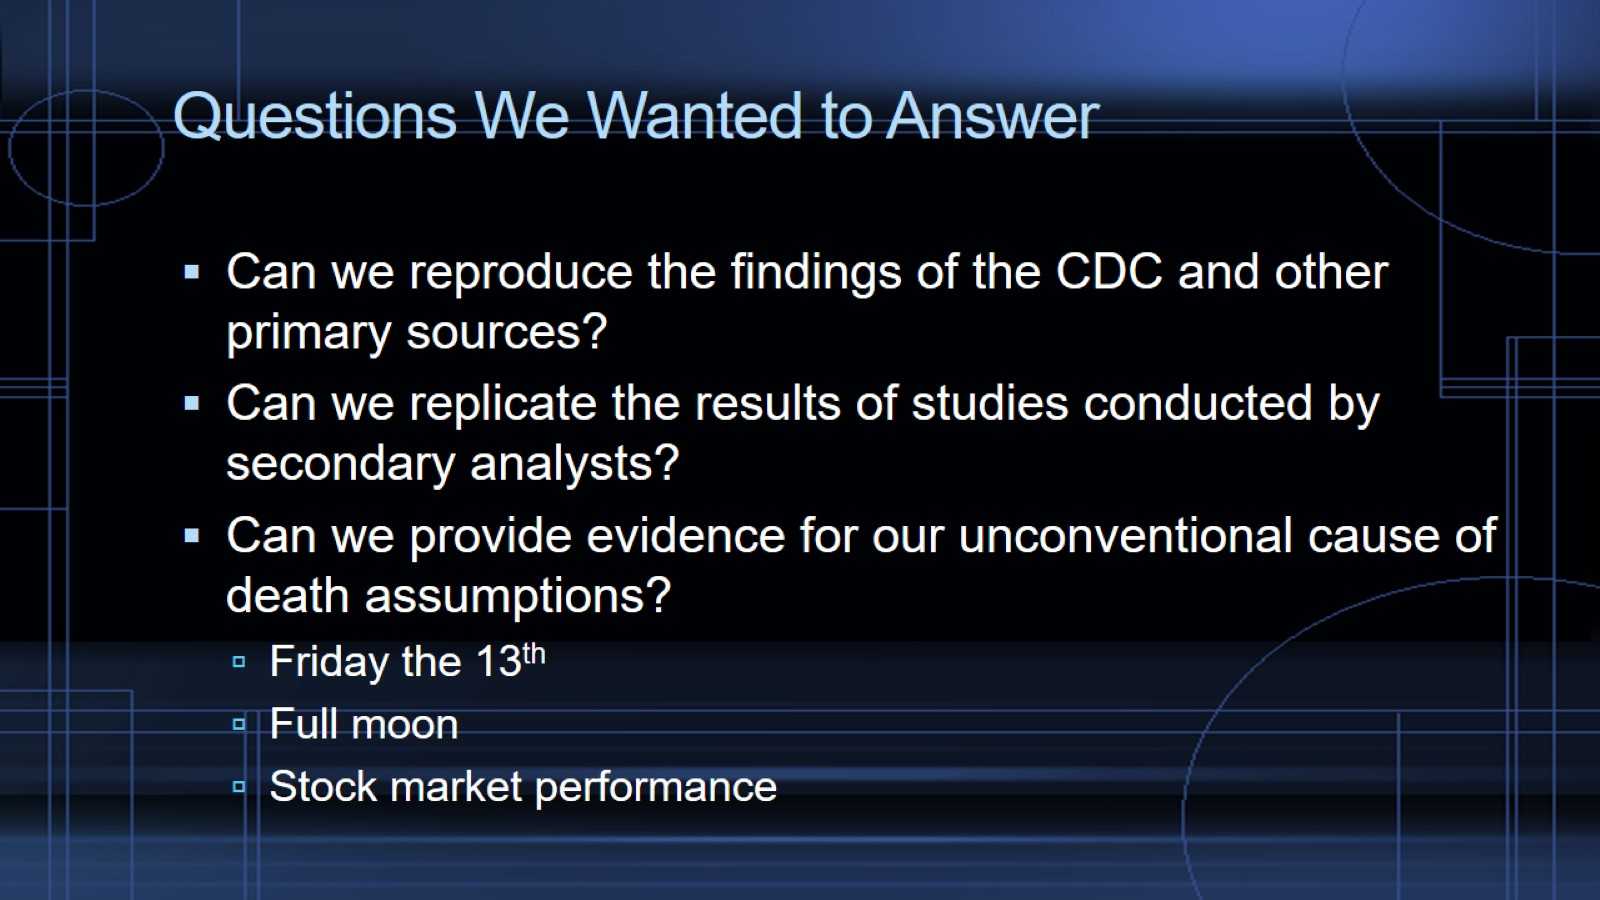 Questions We Wanted to Answer
Can we reproduce the findings of the CDC and other
primary sources?
Can we replicate the results of studies conducted by
secondary analysts?
Can we provide evidence for our unconventional cause of
death assumptions?
Friday the 13th
Full moon
Stock market performance